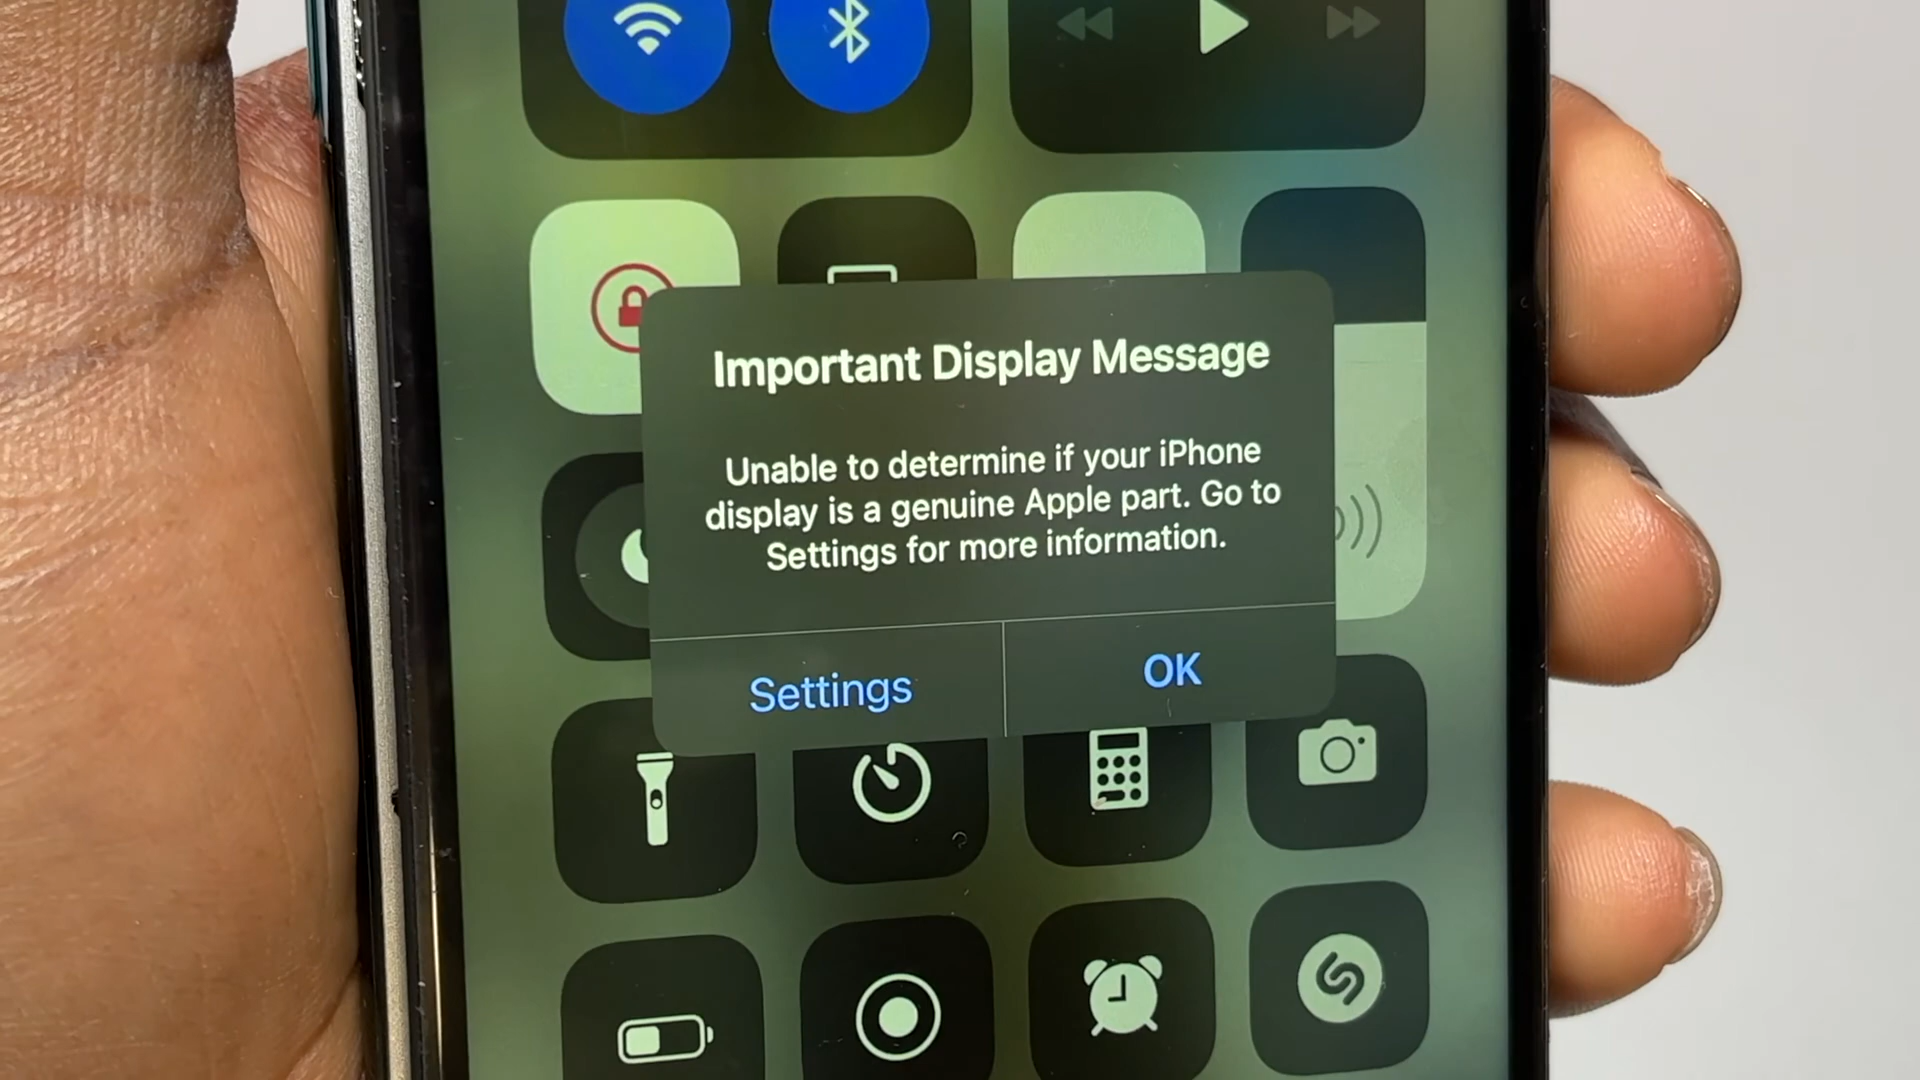 Important Display Message
Unable to determine if your iPhone
display is a genuine Apple part. Go to
Settings for more information.
Settings
OK